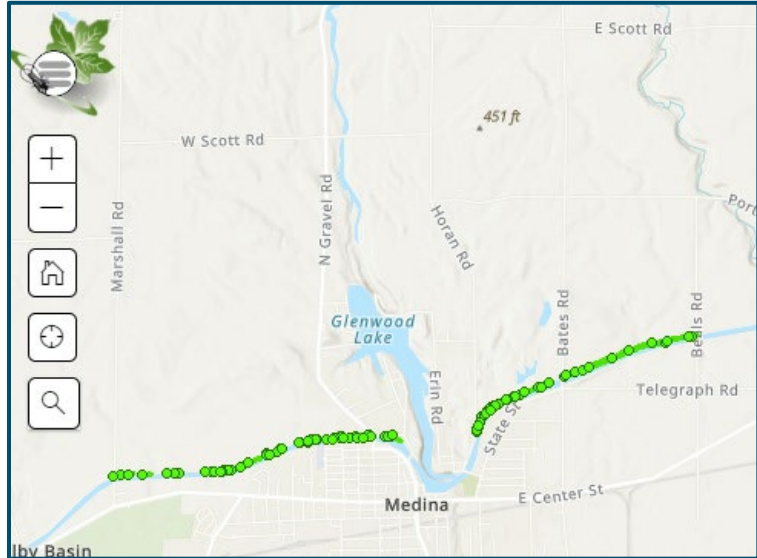 E Scott Rd
451 ft
W Scott Rd
Marshall Rd
N Gravel Rd
Horan Rd
Port
Glenwood
Lake
Bates Rd
Beals Rd
Erin Rd
Telegraph Rd
State St
Medina
E Center St
lby Basin